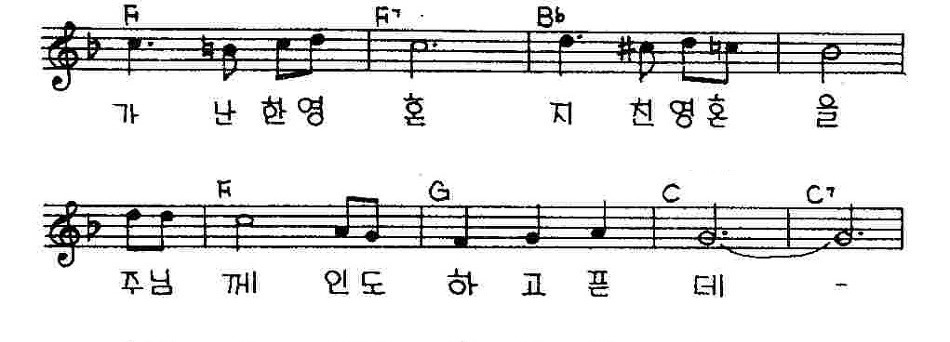 F F7 Bb
가 난 한 영 혼 지 친 영 혼 을
F G C C7
주 님 께 인 도 하 고 픈 데 -